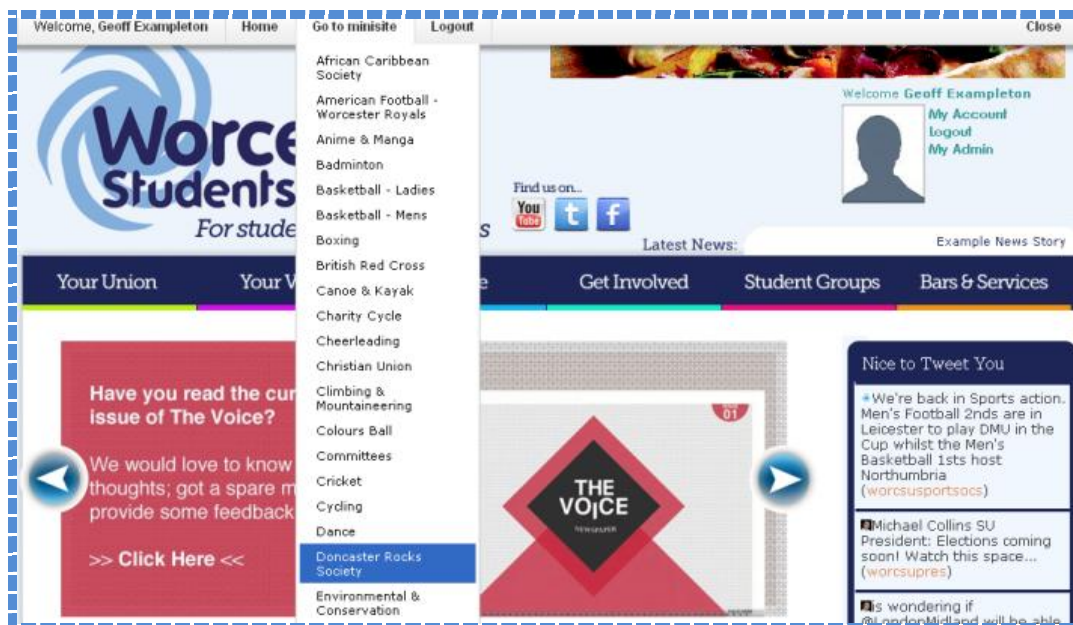 Welcome, Geoff Exampleton Home Go to minisite Logout Close
African Caribbean
Society
American Football -
Worcester Royals
Anime & Manga
Badminton
Basketball - Ladies
Basketball - Mens
Boxing
British Red Cross
Canoe & Kayak
Charity Cycle
Cheerleading
Christian Union
Climbing &
Mountaineering
Colours Ball
Committees
Cricket
Cycling
Dance
Doncaster Rocks
Society
Environmental &
Conservation
Worce
Students
For stude
s
Find us on...
You
Tube
t f
Welcome Geoff Exampleton
My Account
Logout
My Admin
Latest News: Example News Story
Your Union Your V e Get Involved Student Groups Bars & Services
Have you read the cur
issue of The Voice?
We would love to know
thoughts; got a spare m
provide some feedback
>> Click Here <<
01
THE
VOICE
Nice to Tweet You
We're back in Sports action.
Men's Football 2nds are in
Leicester to play DMU in the
Cup whilst the Men's
Basketball 1sts host
Northumbria
(worcsusportsocs)
Michael Collins SU
President: Elections coming
soon! Watch this space...
(worcsupres)
is wondering if
@LondonMidland will be able